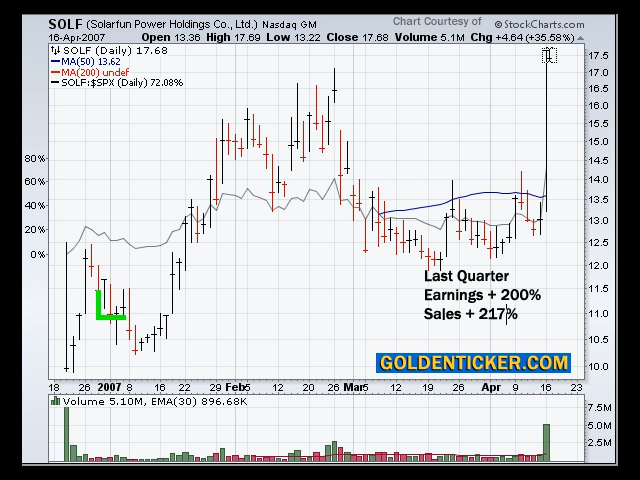 SOLF (Solarfun Power Holdings Co., Ltd.) Nasdaq GM
Chart Courtesy of © StockCharts.com
16-Apr-2007 Open 13.36 High 17.69 Low 13.22 Close 17.68 Volume 5.1M Chg +4.64 (+35.58%)
SOLF (Daily) 17.68
MA(50) 13.62
MA(200) undef
SOLF:$SPX (Daily) 72.08%
17.5
17.0
16.5
16.0
15.5
15.0
14.5
14.0
13.5
13.0
12.5
12.0
11.5
11.0
10.5
10.0
80%
60%
40%
20%
0%
Last Quarter
Earnings + 200%
Sales + 217%
GOLDENTICKER.COM
18 26 2007 8 16 22 29 Feb 5 12 20 26 Mar 5 12 19 26 Apr 9 16 23
Volume 5.10M, EMA(30) 896.68K
7.5M
5.0M
2.5M